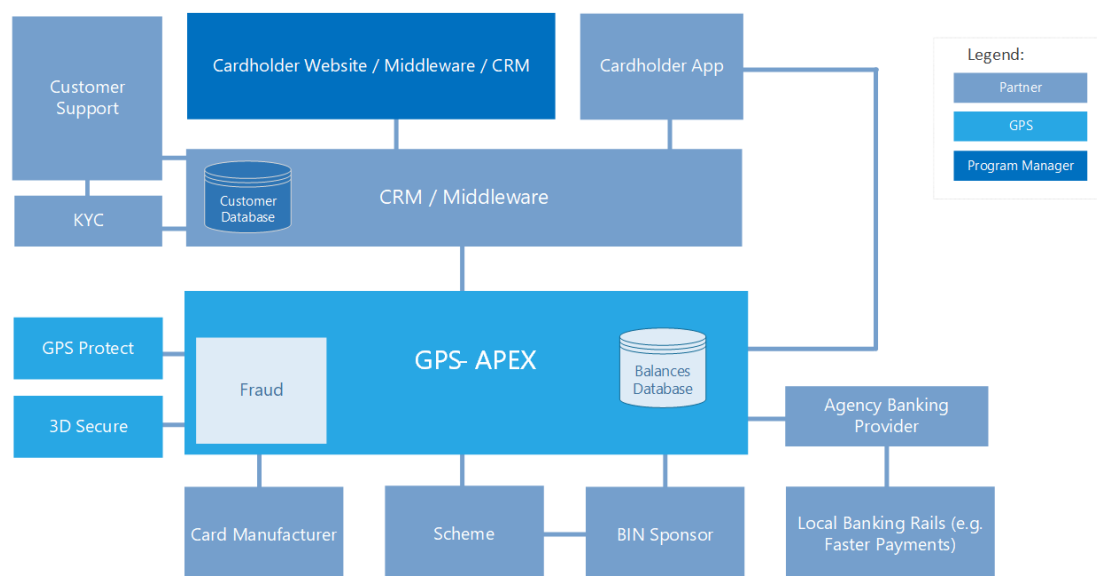 Customer
Support
Cardholder Website / Middleware / CRM
Cardholder App
Legend:
Partner
GPS
Program Manager
Customer
Database
CRM / Middleware
KYC
GPS Protect
3D Secure
Fraud
GPS- APEX
Balances
Database
Agency Banking
Provider
Card Manufacturer
Scheme
BIN Sponsor
Local Banking Rails (e.g.
Faster Payments)